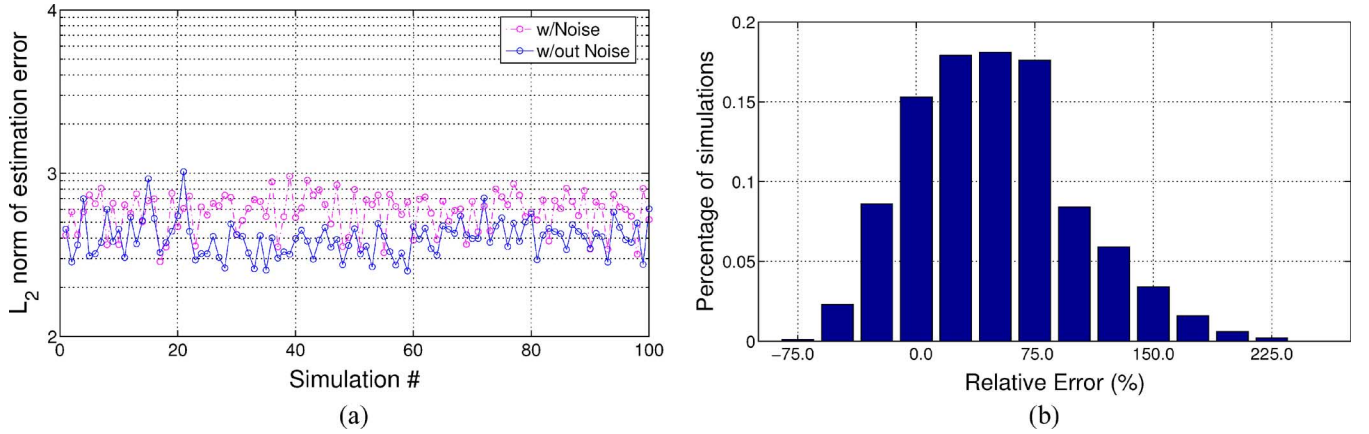 4
3
2
0
20
40
60
80
100
L2 norm of estimation error
Simulation #
w/Noise
w/out Noise
(a)
0.2
0.15
0.1
0.05
0
−75.0
0.0
75.0
150.0
225.0
Percentage of simulations
Relative Error (%)
(b)